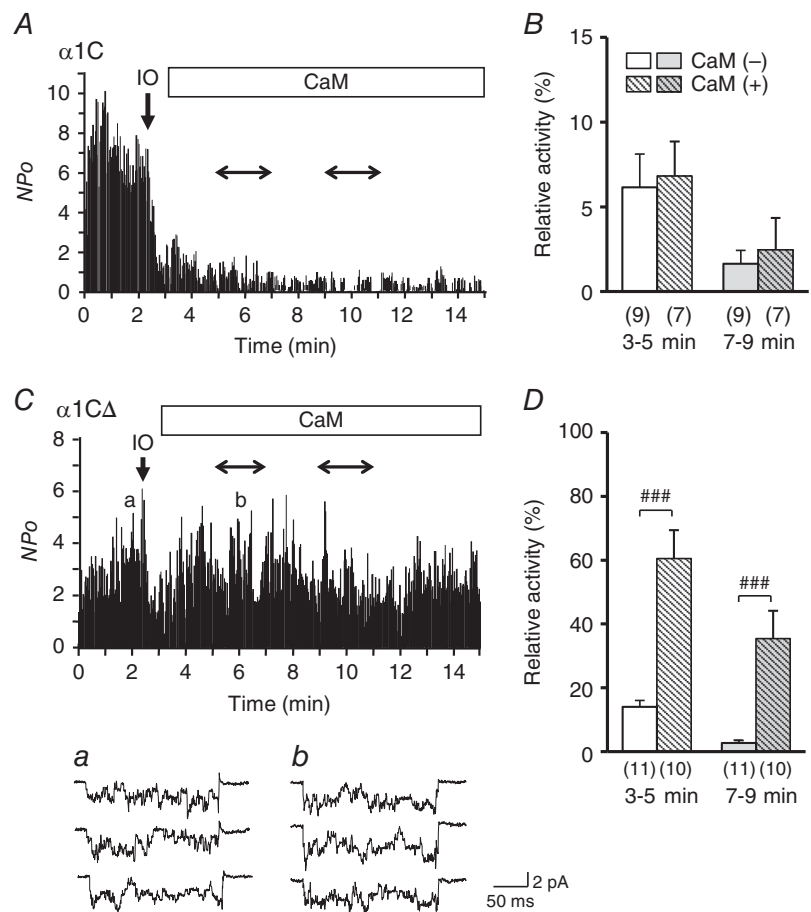 A
α1C
IO
CaM
NPo
10
8
6
4
2
0
0 2 4 6 8 10 12 14
Time (min)
B
Relative activity (%)
15
10
5
0
CaM (–)
CaM (+)
(9) (7) (9) (7)
3-5 min 7-9 min
C
α1CΔ
IO
CaM
NPo
8
6
4
2
0
a
b
0 2 4 6 8 10 12 14
Time (min)
D
Relative activity (%)
100
80
60
40
20
0
###
###
(11) (10) (11) (10)
3-5 min 7-9 min
a
b
2 pA
50 ms